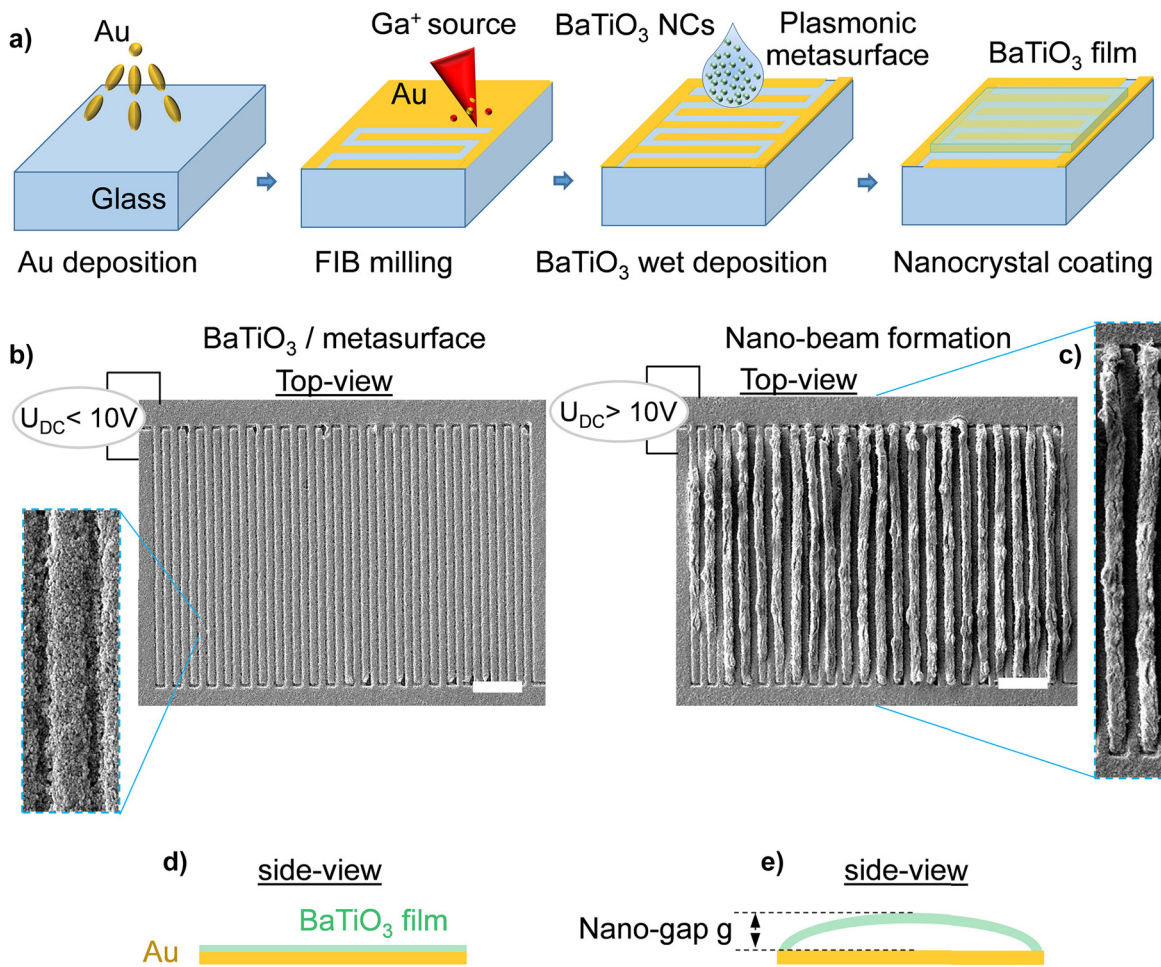 a)
Au
Glass
Au deposition
Ga⁺ source
Au
FIB milling
BaTiO₃ NCs
Plasmonic
metasurface
BaTiO₃ wet deposition
BaTiO₃ film
Nanocrystal coating
b)
BaTiO₃ / metasurface
Top-view
U_DC < 10V
Nano-beam formation
Top-view
U_DC > 10V
c)
d)
side-view
BaTiO₃ film
Au
e)
side-view
Nano-gap g